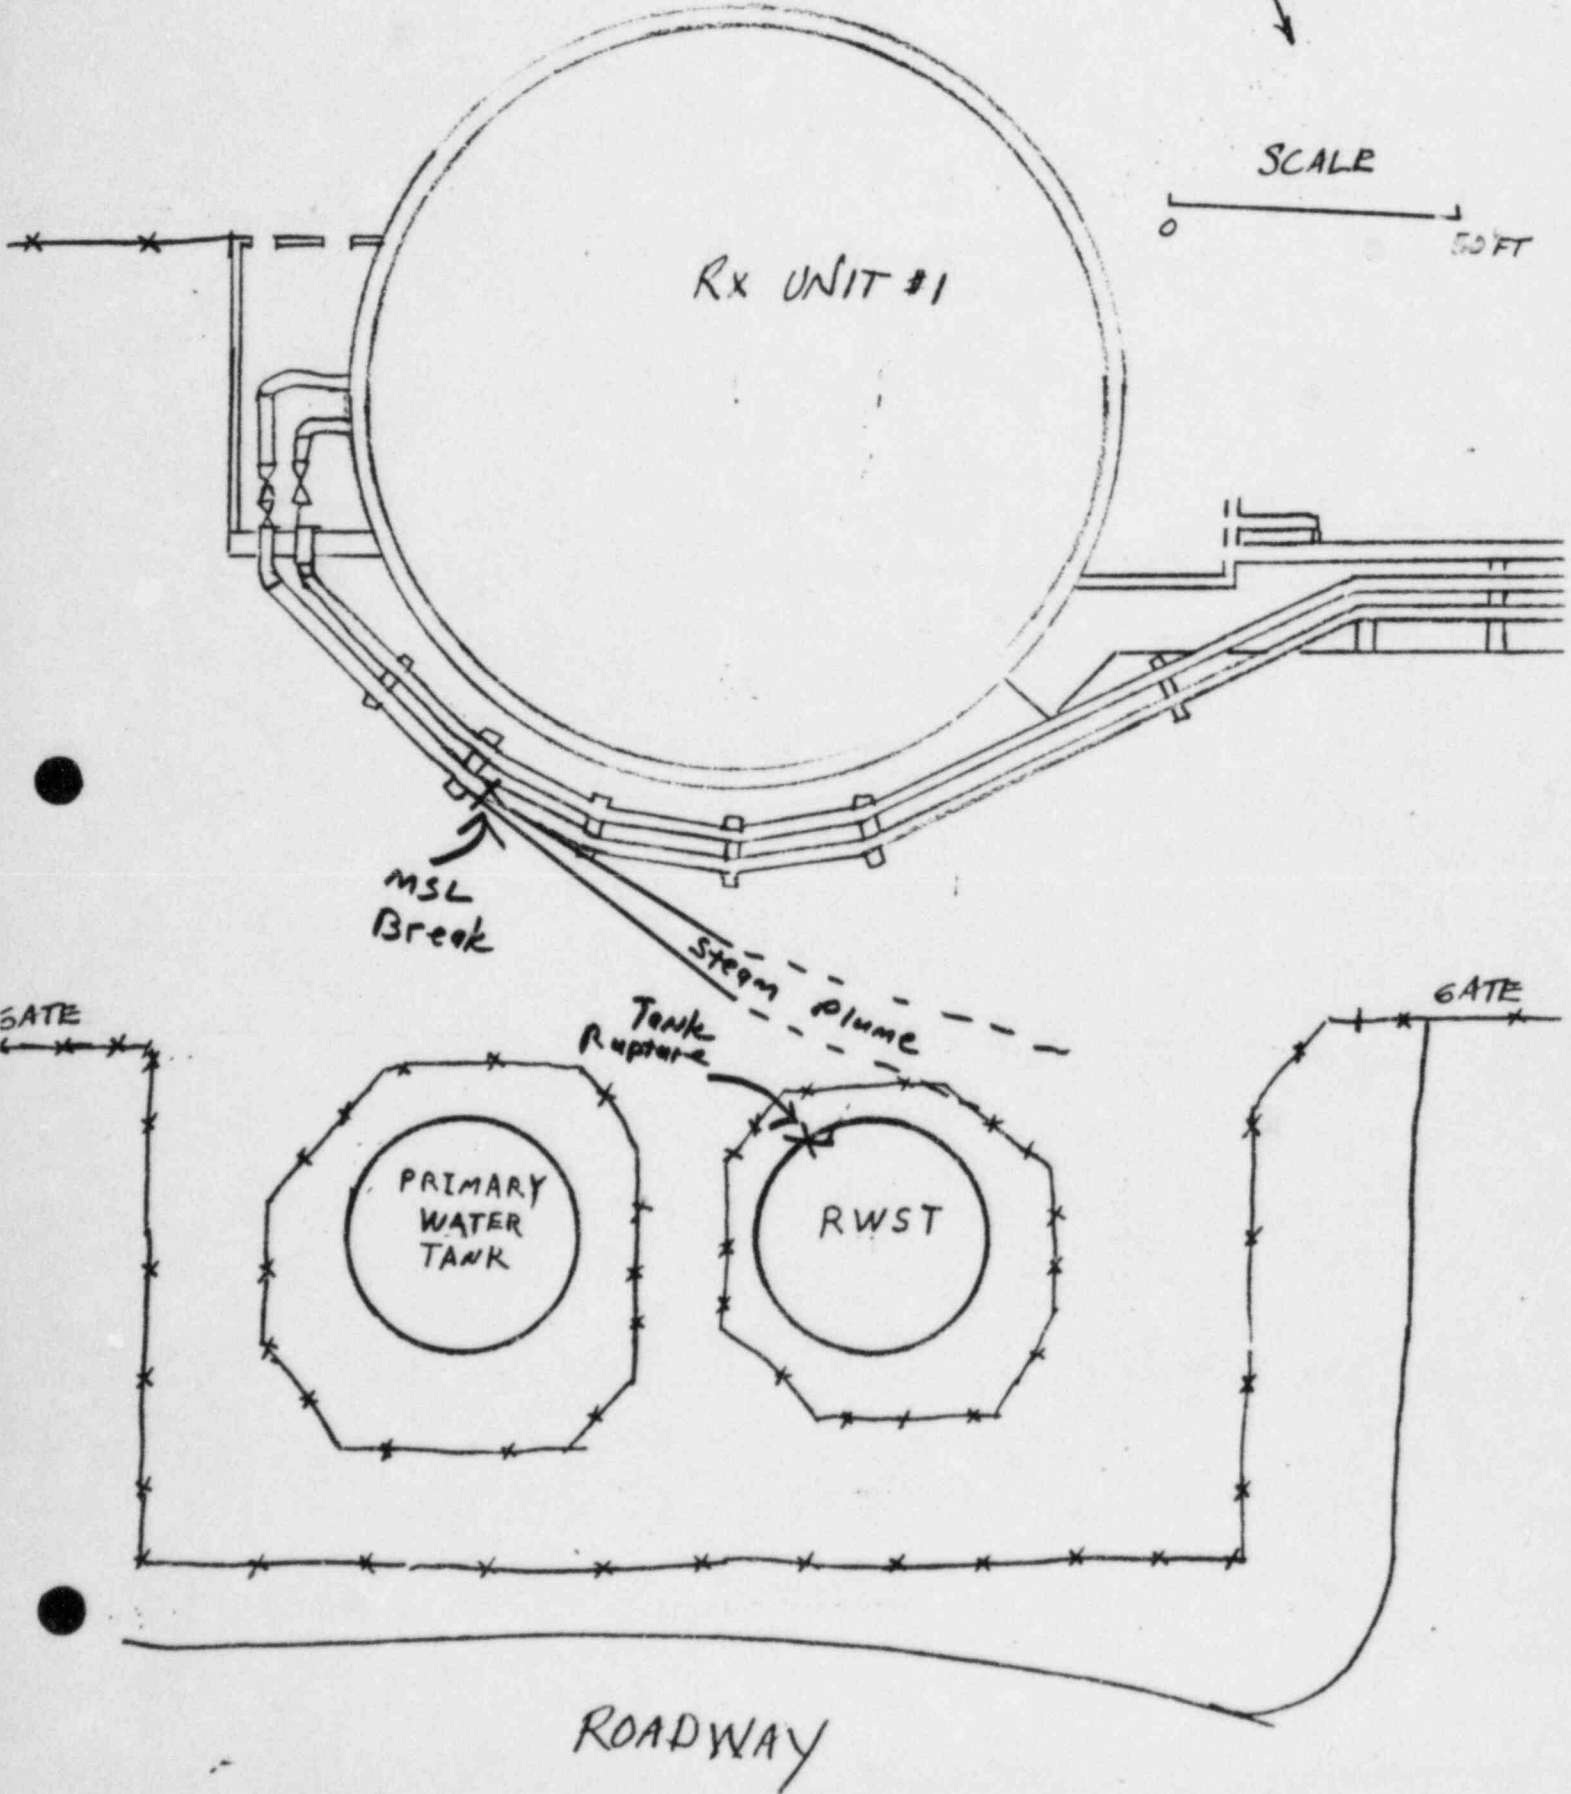 SCALE
0
50 FT
RX UNIT #1
MSL
Break
Steam Plume
Tank
Rupture
GATE
GATE
PRIMARY
WATER
TANK
RWST
ROADWAY